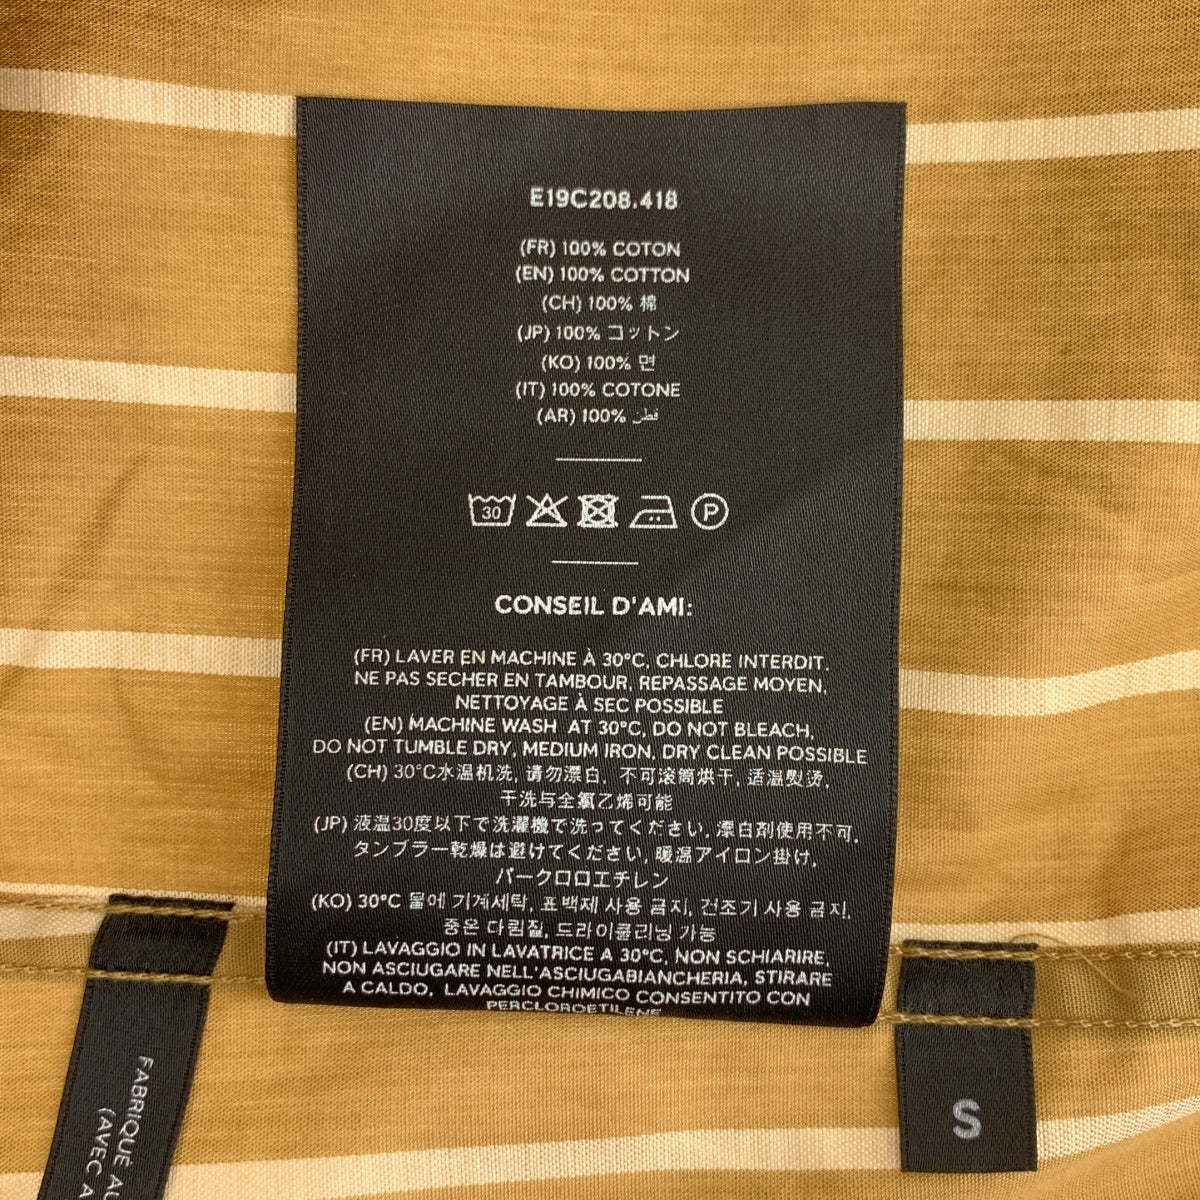 E19C208.418
(FR) 100% COTON
(EN) 100% COTTON
(CH) 100% 棉
(JP) 100% コットン
(KO) 100% 면
(IT) 100% COTONE
(AR) 100% قطن
30
P
CONSEIL D'AMI:
(FR) LAVER EN MACHINE À 30°C, CHLORE INTERDIT,
NE PAS SECHER EN TAMBOUR, REPASSAGE MOYEN,
NETTOYAGE À SEC POSSIBLE
(EN) MACHINE WASH AT 30°C, DO NOT BLEACH,
DO NOT TUMBLE DRY, MEDIUM IRON, DRY CLEAN POSSIBLE
(CH) 30°C水温机洗, 请勿漂白, 不可滚筒烘干, 适温熨烫,
干洗与全氯乙烯可能
(JP) 液温30度以下で洗濯機で洗ってください, 漂白剤使用不可,
タンブラー乾燥は避けてください, 暖温アイロン掛け,
パークロロエチレン
(KO) 30°C 물에 기계세탁, 표백제 사용 금지, 건조기 사용 금지,
중온 다림질, 드라이클리닝 가능
(IT) LAVAGGIO IN LAVATRICE A 30°C, NON SCHIARIRE,
NON ASCIUGARE NELL'ASCIUGABIANCHERIA, STIRARE
A CALDO, LAVAGGIO CHIMICO CONSENTITO CON
PERCLOROETILENE
FABRIQUÉ AU
(AVEC A
S